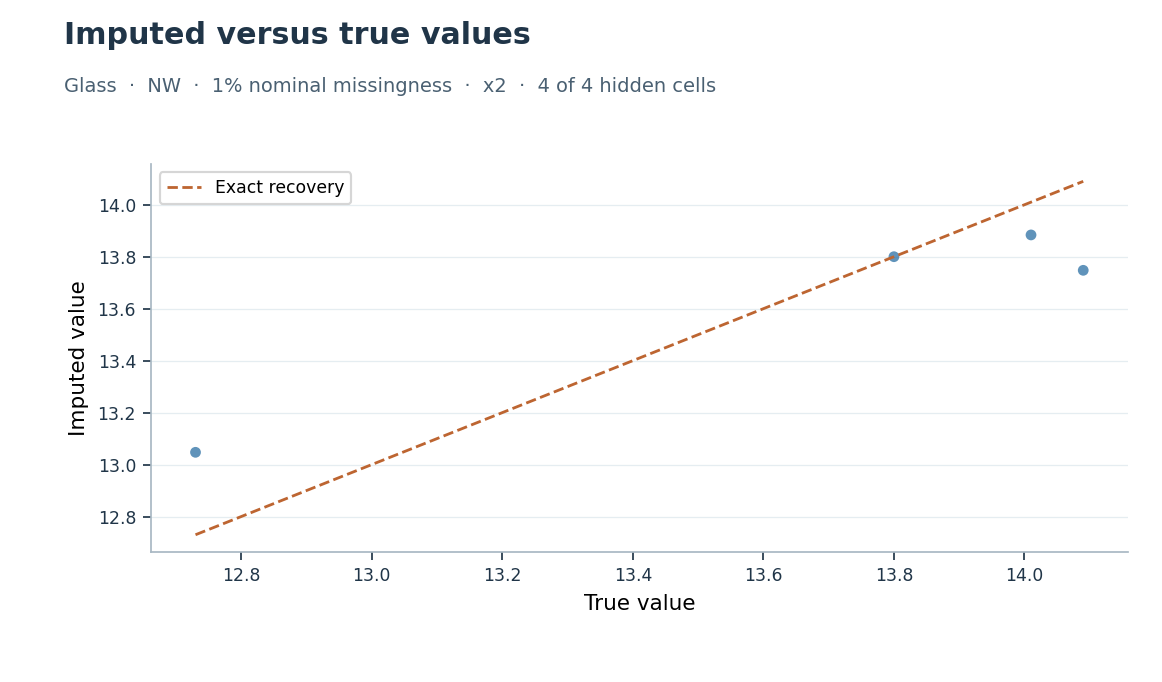 Imputed versus true values
Glass · NW · 1% nominal missingness · x2 · 4 of 4 hidden cells
Exact recovery
14.0
13.8
13.6
13.4
13.2
13.0
12.8
Imputed value
12.8 13.0 13.2 13.4 13.6 13.8 14.0
True value